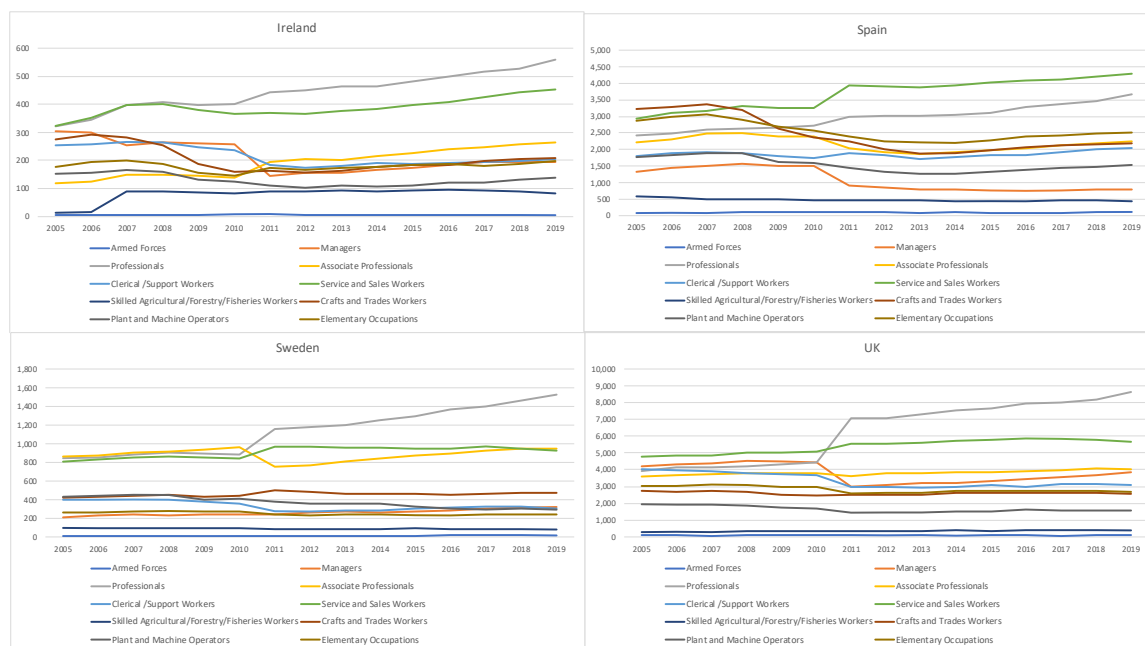 Ireland
600
500
400
300
200
100
0
2005 2006 2007 2008 2009 2010 2011 2012 2013 2014 2015 2016 2017 2018 2019
Armed Forces Managers
Professionals Associate Professionals
Clerical /Support Workers Service and Sales Workers
Skilled Agricultural/Forestry/Fisheries Workers Crafts and Trades Workers
Plant and Machine Operators Elementary Occupations
Spain
5,000
4,500
4,000
3,500
3,000
2,500
2,000
1,500
1,000
500
0
2005 2006 2007 2008 2009 2010 2011 2012 2013 2014 2015 2016 2017 2018 2019
Armed Forces Managers
Professionals Associate Professionals
Clerical /Support Workers Service and Sales Workers
Skilled Agricultural/Forestry/Fisheries Workers Crafts and Trades Workers
Plant and Machine Operators Elementary Occupations
Sweden
1,800
1,600
1,400
1,200
1,000
800
600
400
200
0
2005 2006 2007 2008 2009 2010 2011 2012 2013 2014 2015 2016 2017 2018 2019
Armed Forces Managers
Professionals Associate Professionals
Clerical /Support Workers Service and Sales Workers
Skilled Agricultural/Forestry/Fisheries Workers Crafts and Trades Workers
Plant and Machine Operators Elementary Occupations
UK
10,000
9,000
8,000
7,000
6,000
5,000
4,000
3,000
2,000
1,000
0
2005 2006 2007 2008 2009 2010 2011 2012 2013 2014 2015 2016 2017 2018 2019
Armed Forces Managers
Professionals Associate Professionals
Clerical /Support Workers Service and Sales Workers
Skilled Agricultural/Forestry/Fisheries Workers Crafts and Trades Workers
Plant and Machine Operators Elementary Occupations